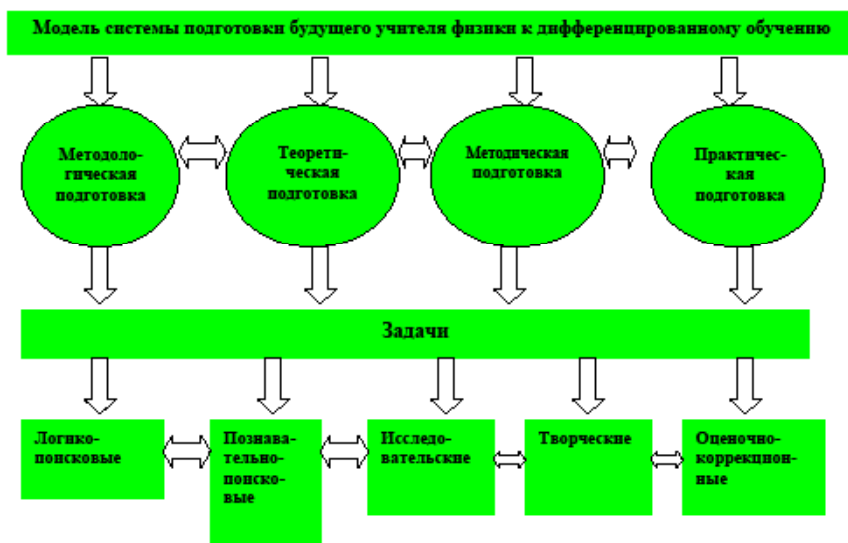 Модель системы подготовки будущего учителя физики к дифференцированному обучению
Методоло-
гическая
подготовка
Теорети-
ческая
подготовка
Методическая
подготовка
Практичес-
кая
подготовка
Задачи
Логико-
поисковые
Познава-
тельно-
поиско-
вые
Исследо-
вательские
Творческие
Оценочно-
коррекцион-
ные